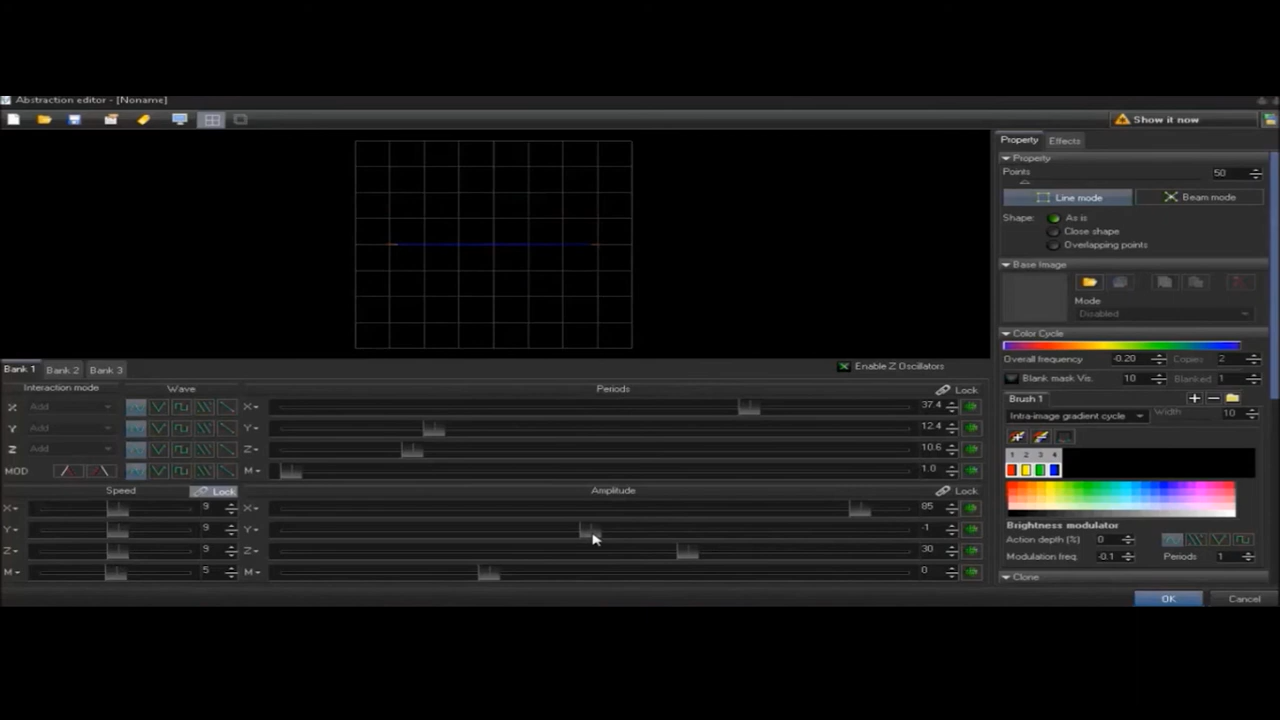 Abstraction editor - [Noname]
Show it now
Property Effects
Property
Points 50
Line mode Beam mode
Shape: As is
Close shape
Overlapping points
Base Image
Mode
Disabled
Color Cycle
Overall frequency -0.20 Copies 2
Blank mask Vis. 10 Blanked 1
Brush 1
Intra-image gradient cycle Width 10
1 2 3 4
Brightness modulator
Action depth (%) 0
Modulation freq. -0.1 Periods 1
Clone
OK Cancel
Enable Z Oscillators
Bank 1 Bank 2 Bank 3
Interaction mode Wave Periods Lock
X Add X 37.4
Y Add Y 12.4
Z Add Z 10.6
MOD M 1.0
Speed Lock Amplitude Lock
X 9 X 85
Y 9 Y -1
Z 9 Z 30
M 5 M 0